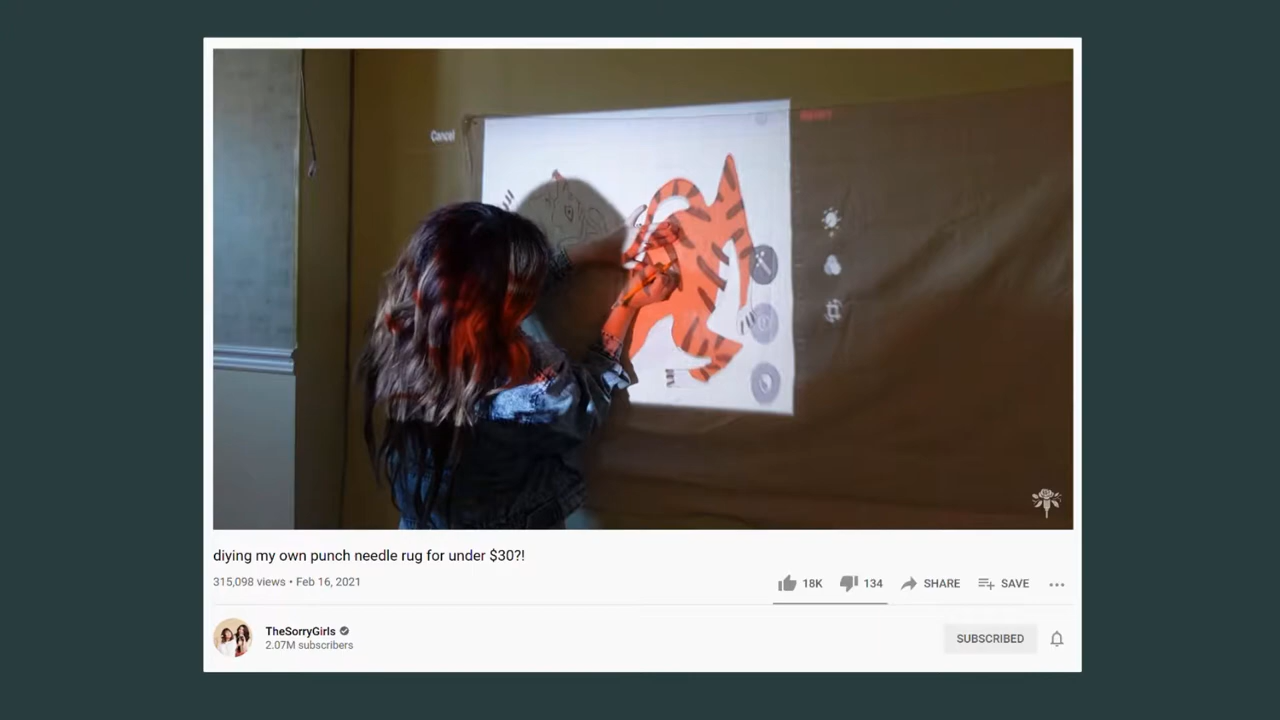 Cancel
diying my own punch needle rug for under $30?!
315,098 views • Feb 16, 2021
18K
134
SHARE
SAVE
TheSorryGirls
2.07M subscribers
SUBSCRIBED